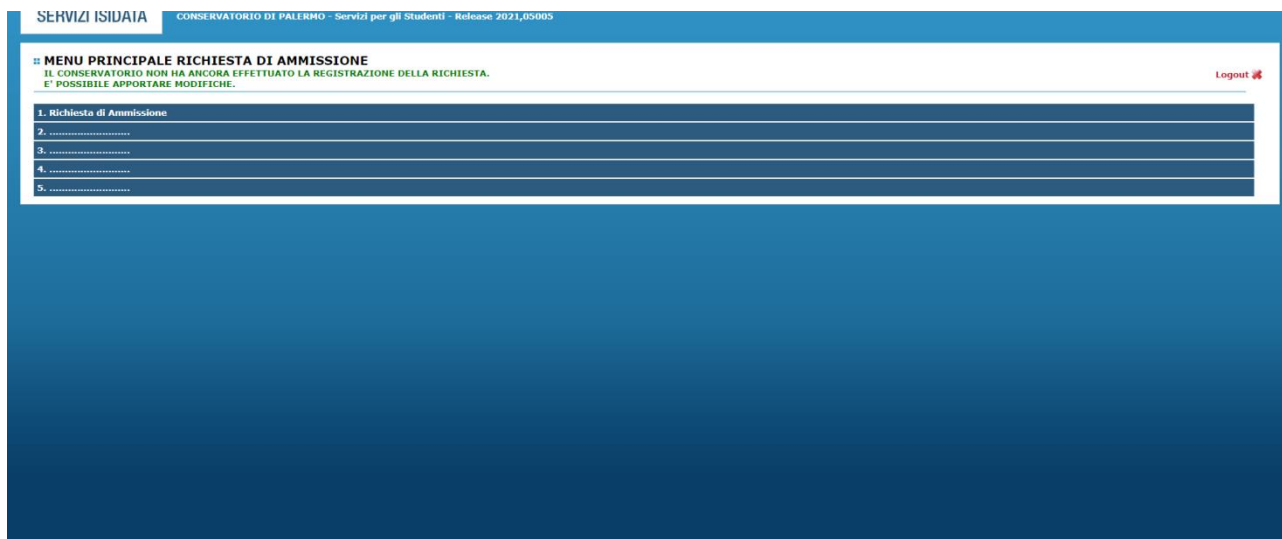 SERVIZI ISIDATA
CONSERVATORIO DI PALERMO - Servizi per gli Studenti - Release 2021,05005
MENU PRINCIPALE RICHIESTA DI AMMISSIONE
IL CONSERVATORIO NON HA ANCORA EFFETTUATO LA REGISTRAZIONE DELLA RICHIESTA.
E' POSSIBILE APPORTARE MODIFICHE.
Logout
1. Richiesta di Ammissione
2. ..........................
3. ..........................
4. ..........................
5. ..........................